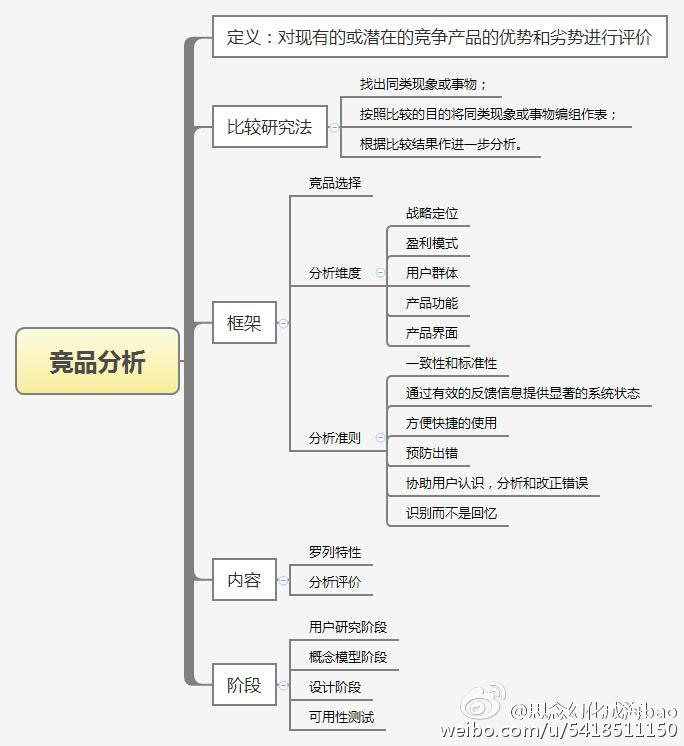 定义：对现有的或潜在的竞争产品的优势和劣势进行评价
比较研究法
找出同类现象或事物；
按照比较的目的将同类现象或事物编组作表；
根据比较结果作进一步分析。
竞品分析
框架
竞品选择
分析维度
战略定位
盈利模式
用户群体
产品功能
产品界面
分析准则
一致性和标准性
通过有效的反馈信息提供显著的系统状态
方便快捷的使用
预防出错
协助用户认识，分析和改正错误
识别而不是回忆
内容
罗列特性
分析评价
阶段
用户研究阶段
概念模型阶段
设计阶段
可用性测试
@思念幻化成海bao
weibo.com/u/5418511150